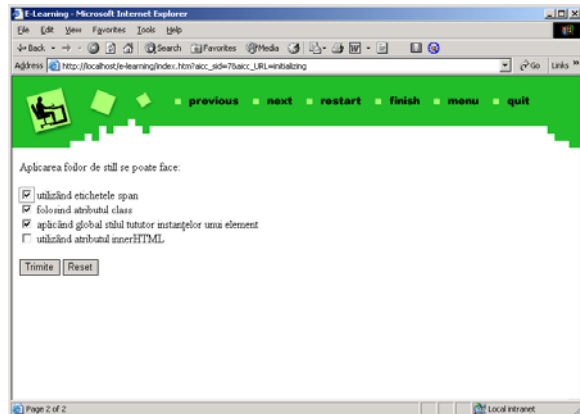 E-Learning - Microsoft Internet Explorer
File Edit View Favorites Tools Help
Back Search Favorites Media
Address http://localhost/e-learning/index.htm?aicc_sid=7&aicc_URL=initializing Go Links »
previous next restart finish menu quit
Aplicarea foilor de still se poate face:
utilizând etichetele span
folosind atributul class
aplicând global stilul tututor instanțelor unui element
utilizând atributul innerHTML
Trimite Reset
Page 2 of 2 Local intranet